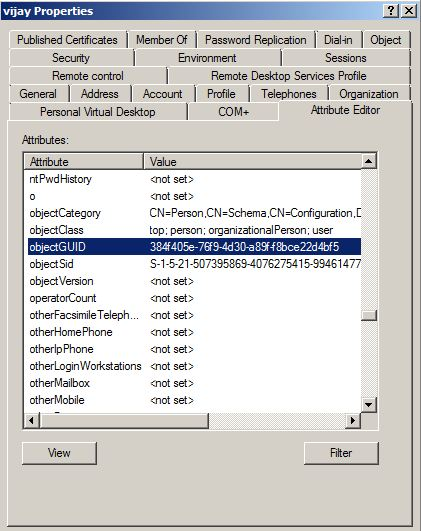 vijay Properties
Published Certificates Member Of Password Replication Dial-in Object
Security Environment Sessions
Remote control Remote Desktop Services Profile
General Address Account Profile Telephones Organization
Personal Virtual Desktop COM+ Attribute Editor
Attributes:
Attribute Value
ntPwdHistory <not set>
o <not set>
objectCategory CN=Person,CN=Schema,CN=Configuration,D
objectClass top; person; organizationalPerson; user
objectGUID 384f405e-76f9-4d30-a89f-f8bce22d4bf5
objectSid S-1-5-21-507395869-4076275415-99461477
objectVersion <not set>
operatorCount <not set>
otherFacsimileTeleph... <not set>
otherHomePhone <not set>
otherIpPhone <not set>
otherLoginWorkstations <not set>
otherMailbox <not set>
otherMobile <not set>
View Filter